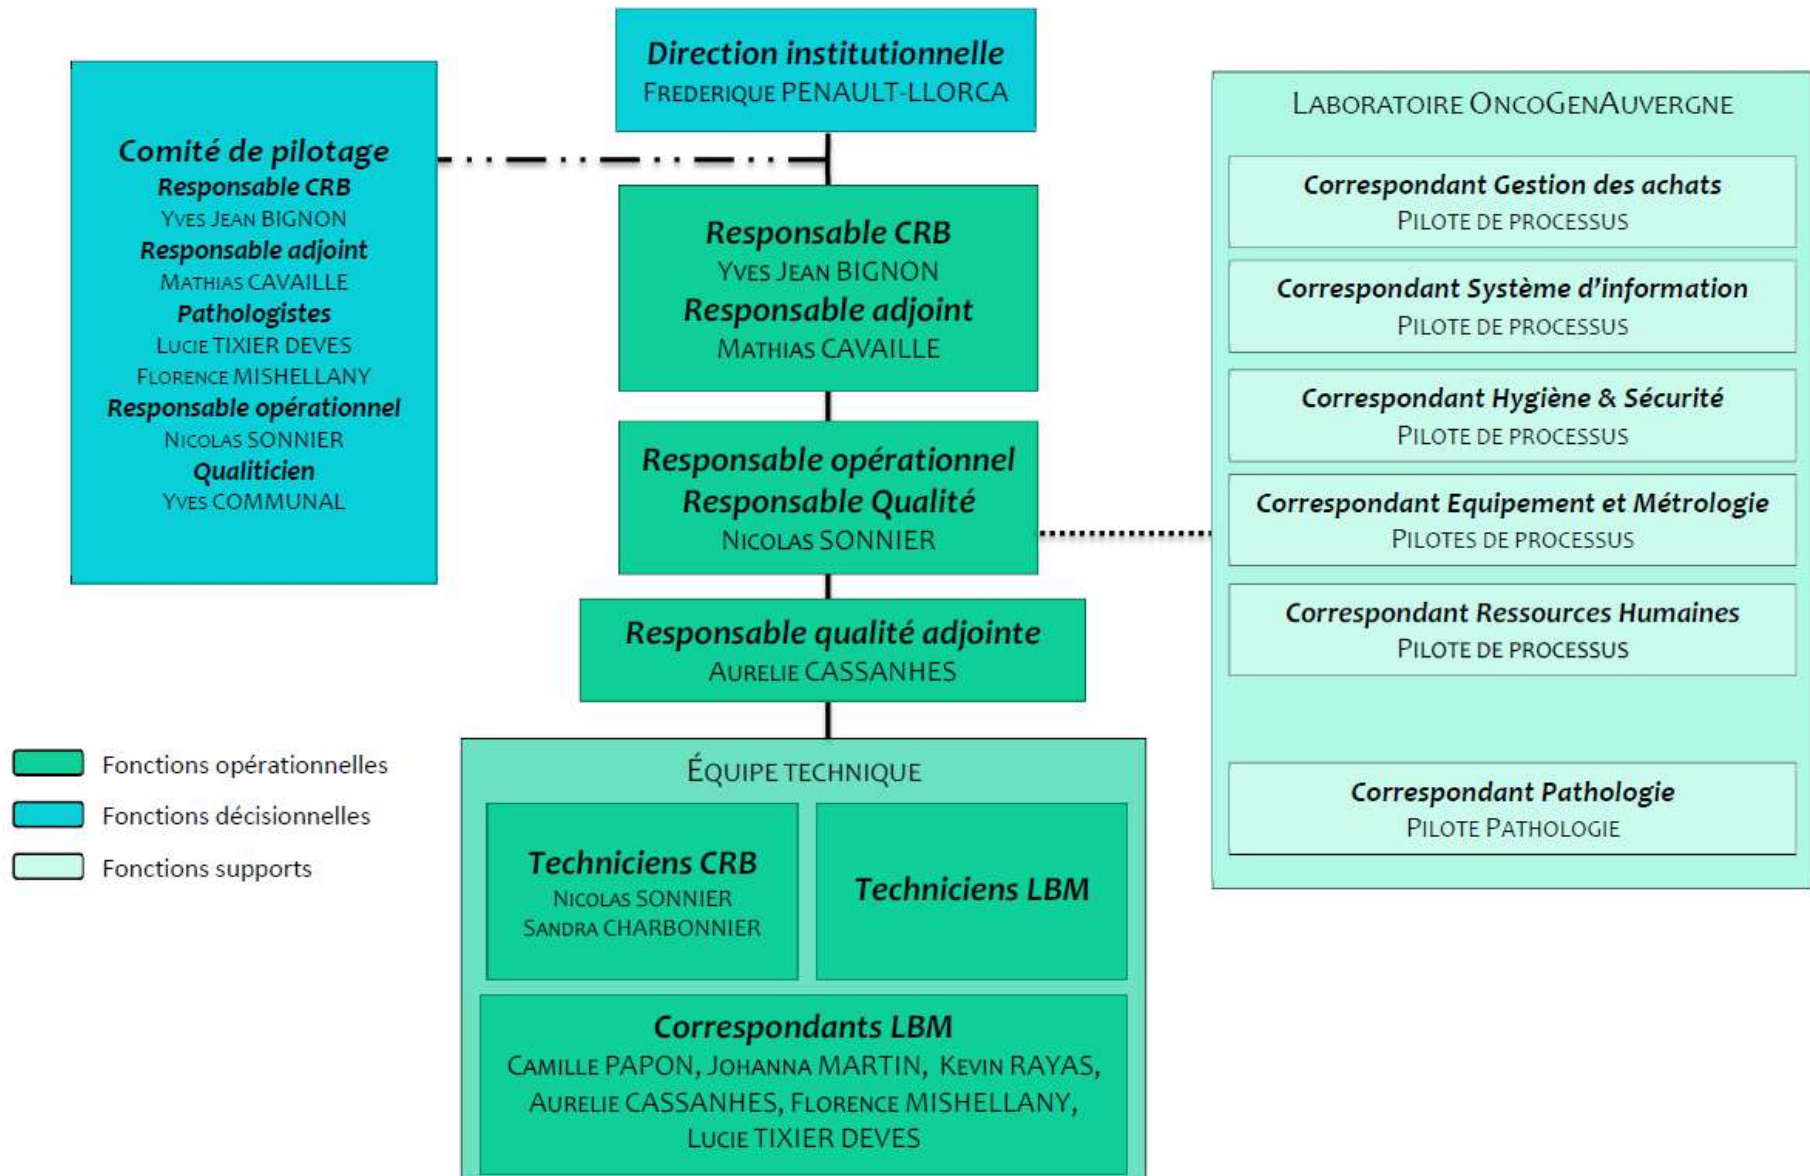 Direction institutionnelle
FREDERIQUE PENAULT-LLORCA
Comité de pilotage
Responsable CRB
YVES JEAN BIGNON
Responsable adjoint
MATHIAS CAVAILLE
Pathologistes
LUCIE TIXIER DEVES
FLORENCE MISHELLANY
Responsable opérationnel
NICOLAS SONNIER
Qualiticien
YVES COMMUNAL
Responsable CRB
YVES JEAN BIGNON
Responsable adjoint
MATHIAS CAVAILLE
Responsable opérationnel
Responsable Qualité
NICOLAS SONNIER
Responsable qualité adjointe
AURELIE CASSANHES
LABORATOIRE ONCOGENAUVERGNE
Correspondant Gestion des achats
PILOTE DE PROCESSUS
Correspondant Système d'information
PILOTE DE PROCESSUS
Correspondant Hygiène & Sécurité
PILOTE DE PROCESSUS
Correspondant Equipement et Métrologie
PILOTES DE PROCESSUS
Correspondant Ressources Humaines
PILOTE DE PROCESSUS
Correspondant Pathologie
PILOTE PATHOLOGIE
Fonctions opérationnelles
Fonctions décisionnelles
Fonctions supports
ÉQUIPE TECHNIQUE
Techniciens CRB
NICOLAS SONNIER
SANDRA CHARBONNIER
Techniciens LBM
Correspondants LBM
CAMILLE PAPON, JOHANNA MARTIN, KEVIN RAYAS,
AURELIE CASSANHES, FLORENCE MISHELLANY,
LUCIE TIXIER DEVES